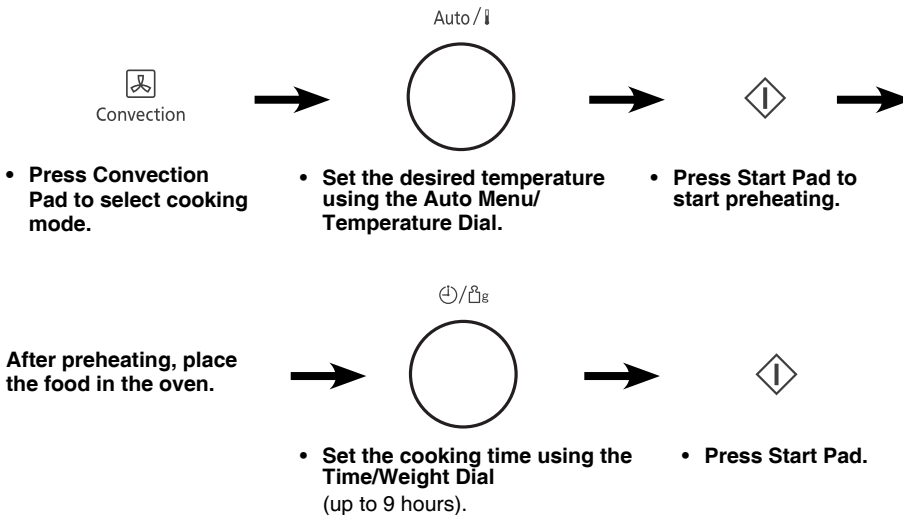 Auto/
Convection
• Press Convection
Pad to select cooking
mode.
• Set the desired temperature
using the Auto Menu/
Temperature Dial.
• Press Start Pad to
start preheating.
After preheating, place
the food in the oven.
/g
• Set the cooking time using the
Time/Weight Dial
(up to 9 hours).
• Press Start Pad.